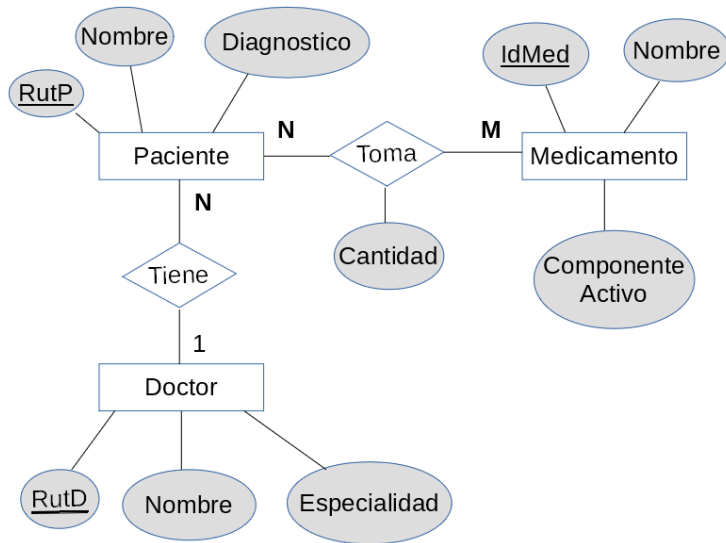 Nombre
Diagnostico
IdMed
Nombre
RutP
N
M
Paciente
Toma
Medicamento
N
Cantidad
Componente
Activo
Tiene
1
Doctor
RutD
Nombre
Especialidad